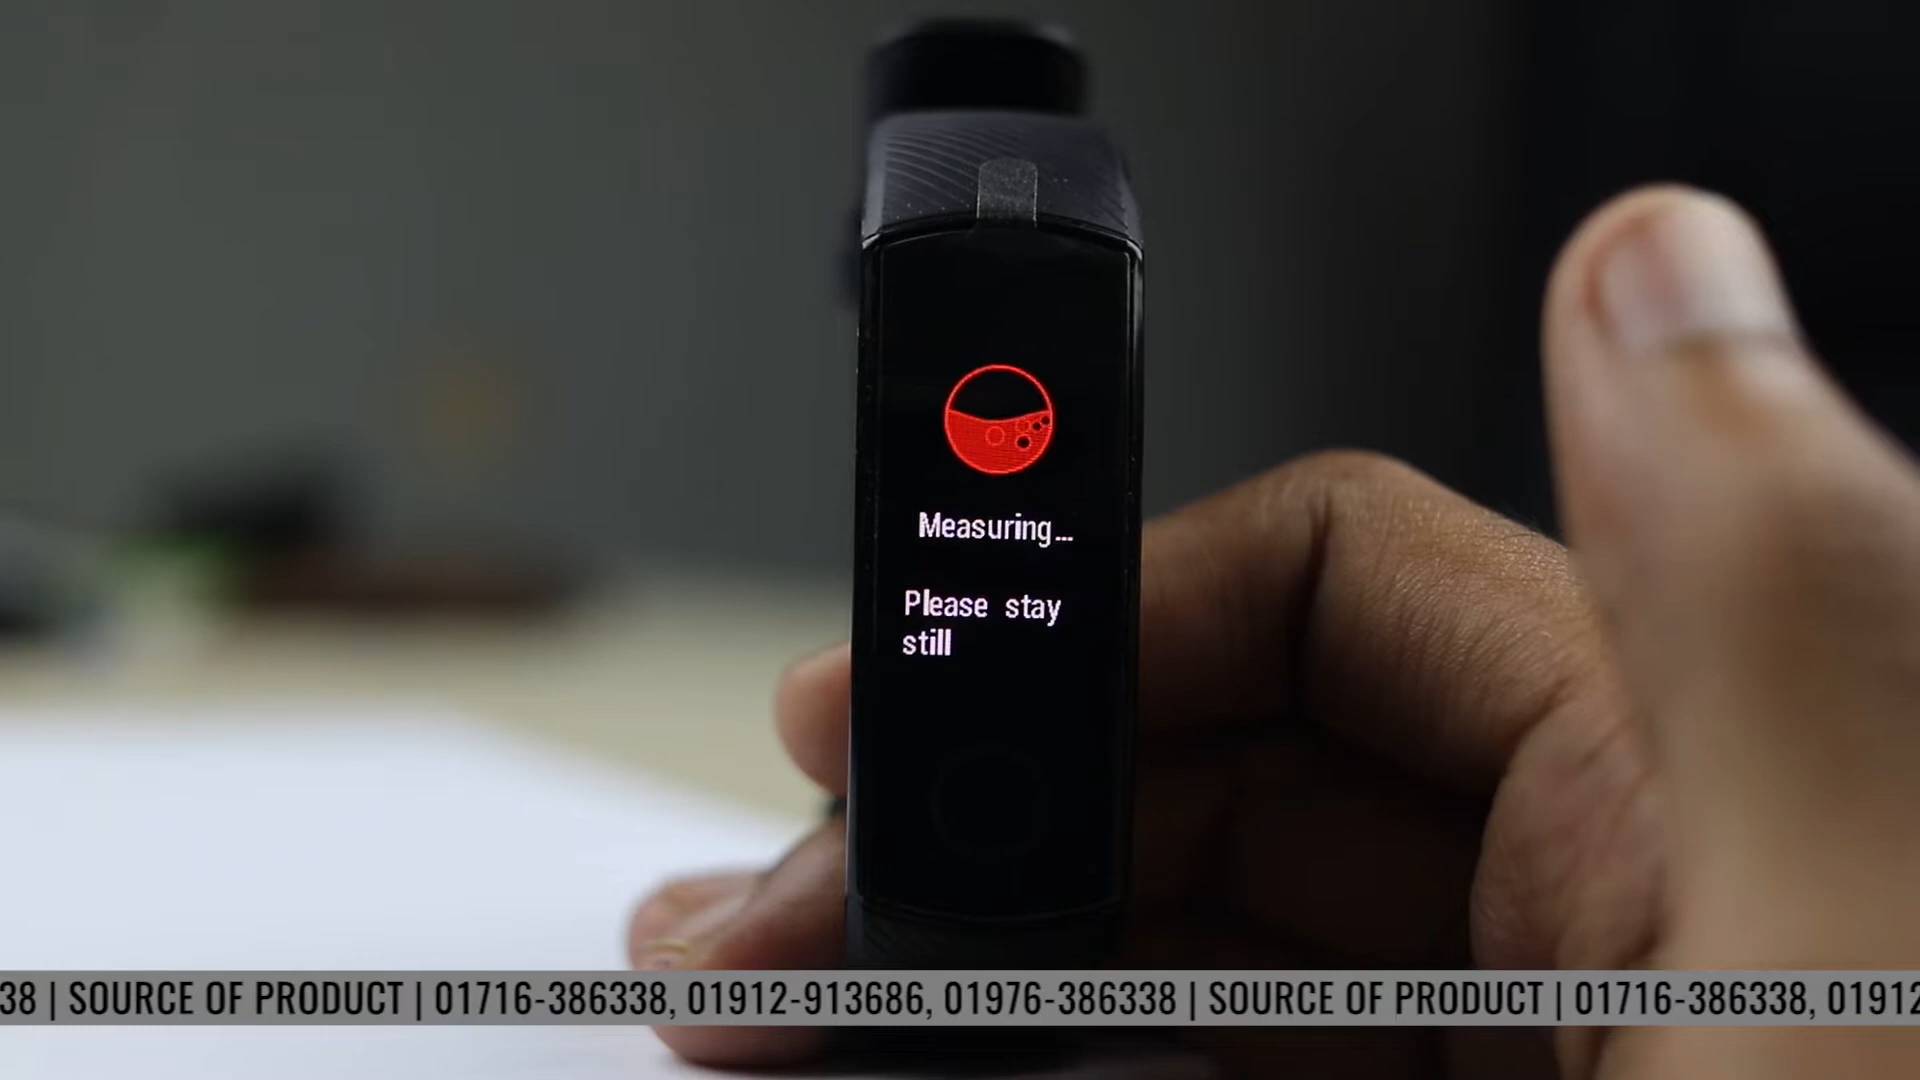 Measuring...
Please stay
still
38 | SOURCE OF PRODUCT | 01716-386338, 01912-913686, 01976-386338 | SOURCE OF PRODUCT | 01716-386338, 01912